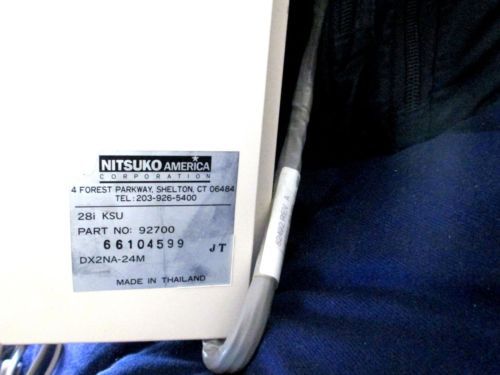 NITSUKO AMERICA
CORPORATION
4 FOREST PARKWAY, SHELTON, CT 06484
TEL: 203-926-5400
28i KSU
PART NO: 92700
66104599 JT
DX2NA-24M
MADE IN THAILAND